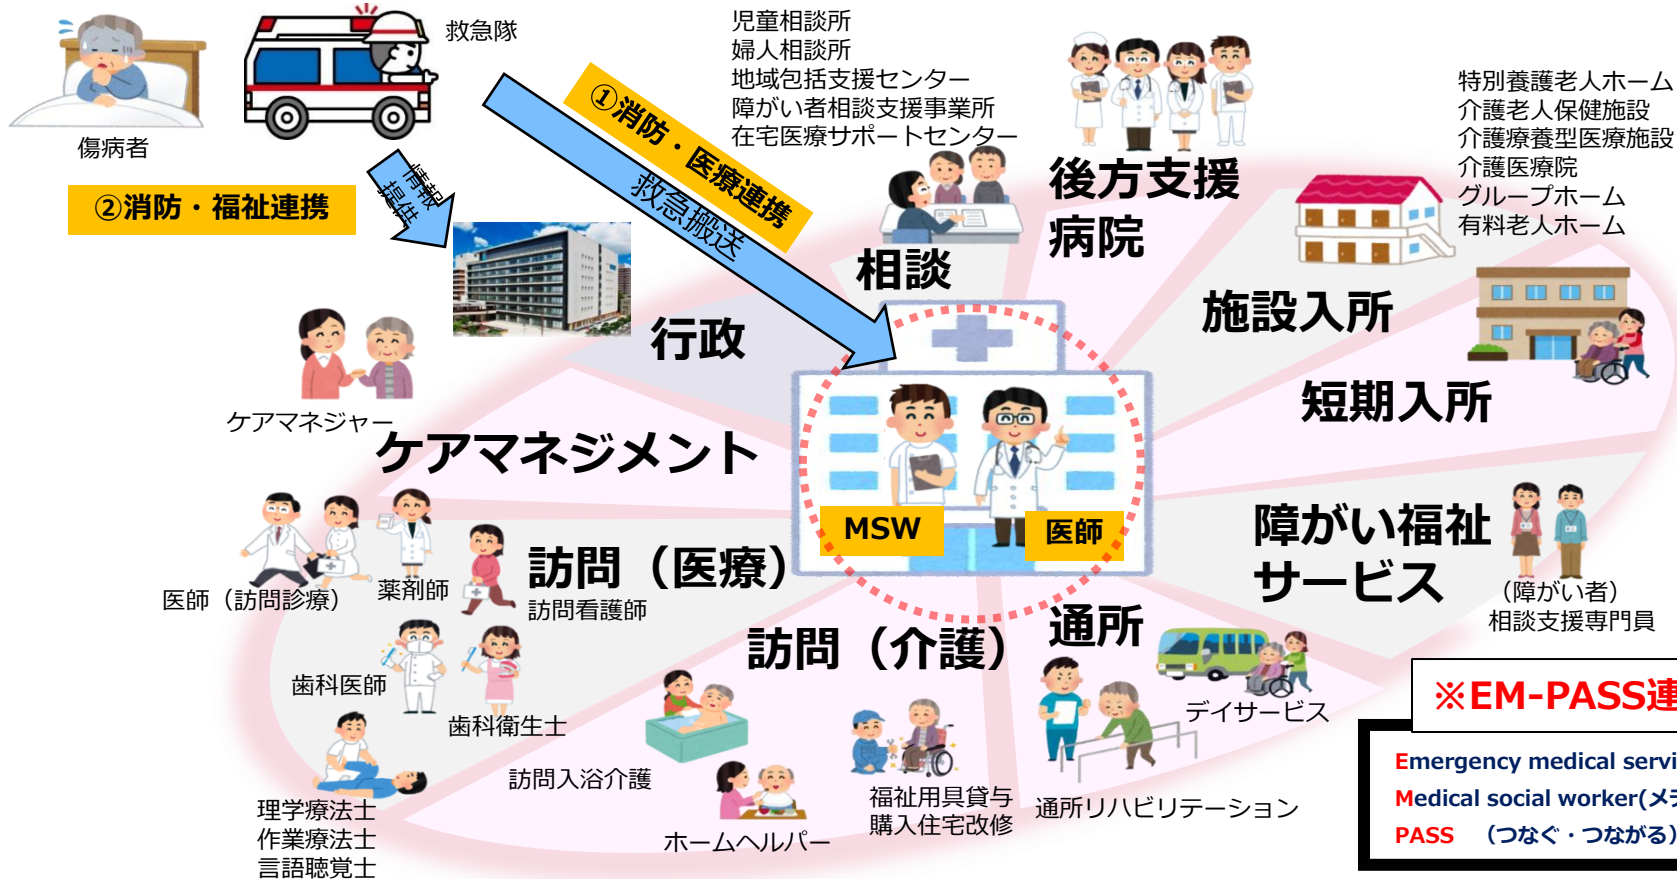 傷病者
救急隊
①消防・医療連携
救急搬送
情報
提供
②消防・福祉連携
児童相談所
婦人相談所
地域包括支援センター
障がい者相談支援事業所
在宅医療サポートセンター
相談
後方支援
病院
特別養護老人ホーム
介護老人保健施設
介護療養型医療施設
介護医療院
グループホーム
有料老人ホーム
施設入所
短期入所
行政
ケアマネジャー
ケアマネジメント
MSW
医師
障がい福祉
サービス
(障がい者)
相談支援専門員
医師(訪問診療)
薬剤師
訪問(医療)
訪問看護師
歯科医師
歯科衛生士
理学療法士
作業療法士
言語聴覚士
訪問(介護)
訪問入浴介護
ホームヘルパー
福祉用具貸与
購入住宅改修
通所
デイサービス
通所リハビリテーション
※EM-PASS連
Emergency medical servi
Medical social worker(メデ
PASS (つなぐ・つながる)